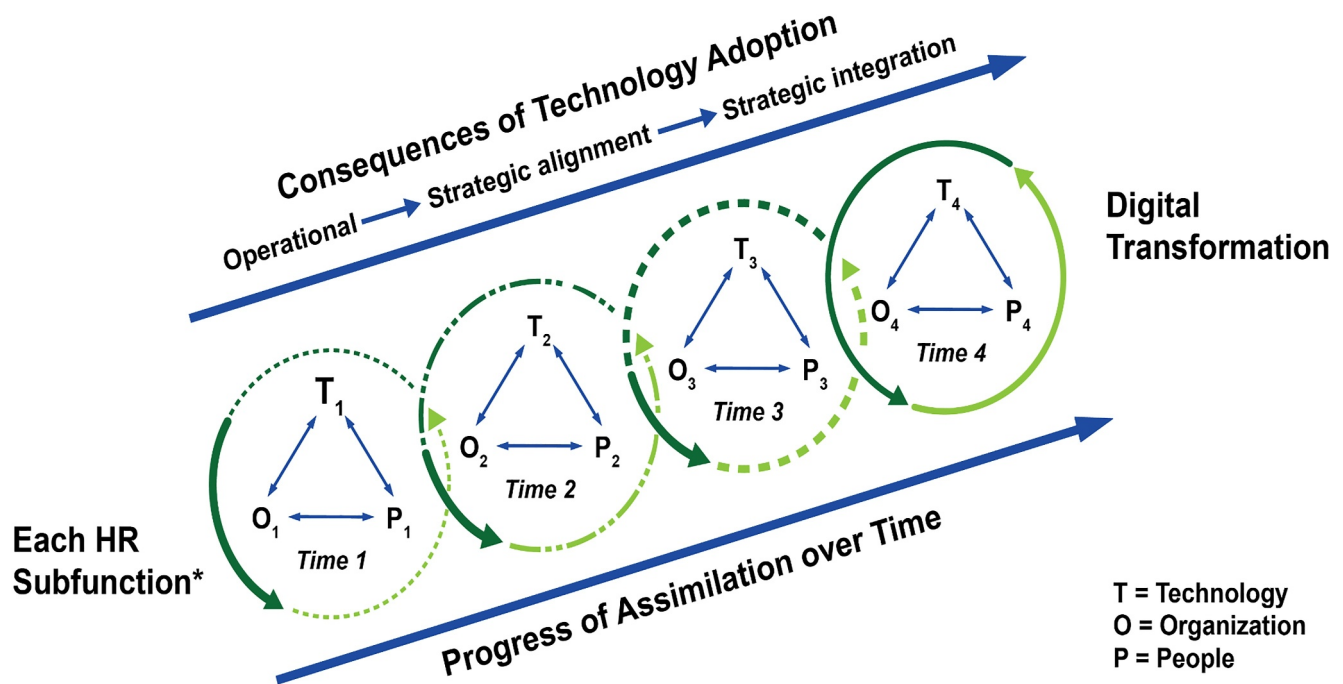 Consequences of Technology Adoption
Operational → Strategic alignment → Strategic integration
T₁
O₁ P₁
Time 1
T₂
O₂ P₂
Time 2
T₃
O₃ P₃
Time 3
T₄
O₄ P₄
Time 4
Each HR
Subfunction*
Digital
Transformation
Progress of Assimilation over Time
T = Technology
O = Organization
P = People